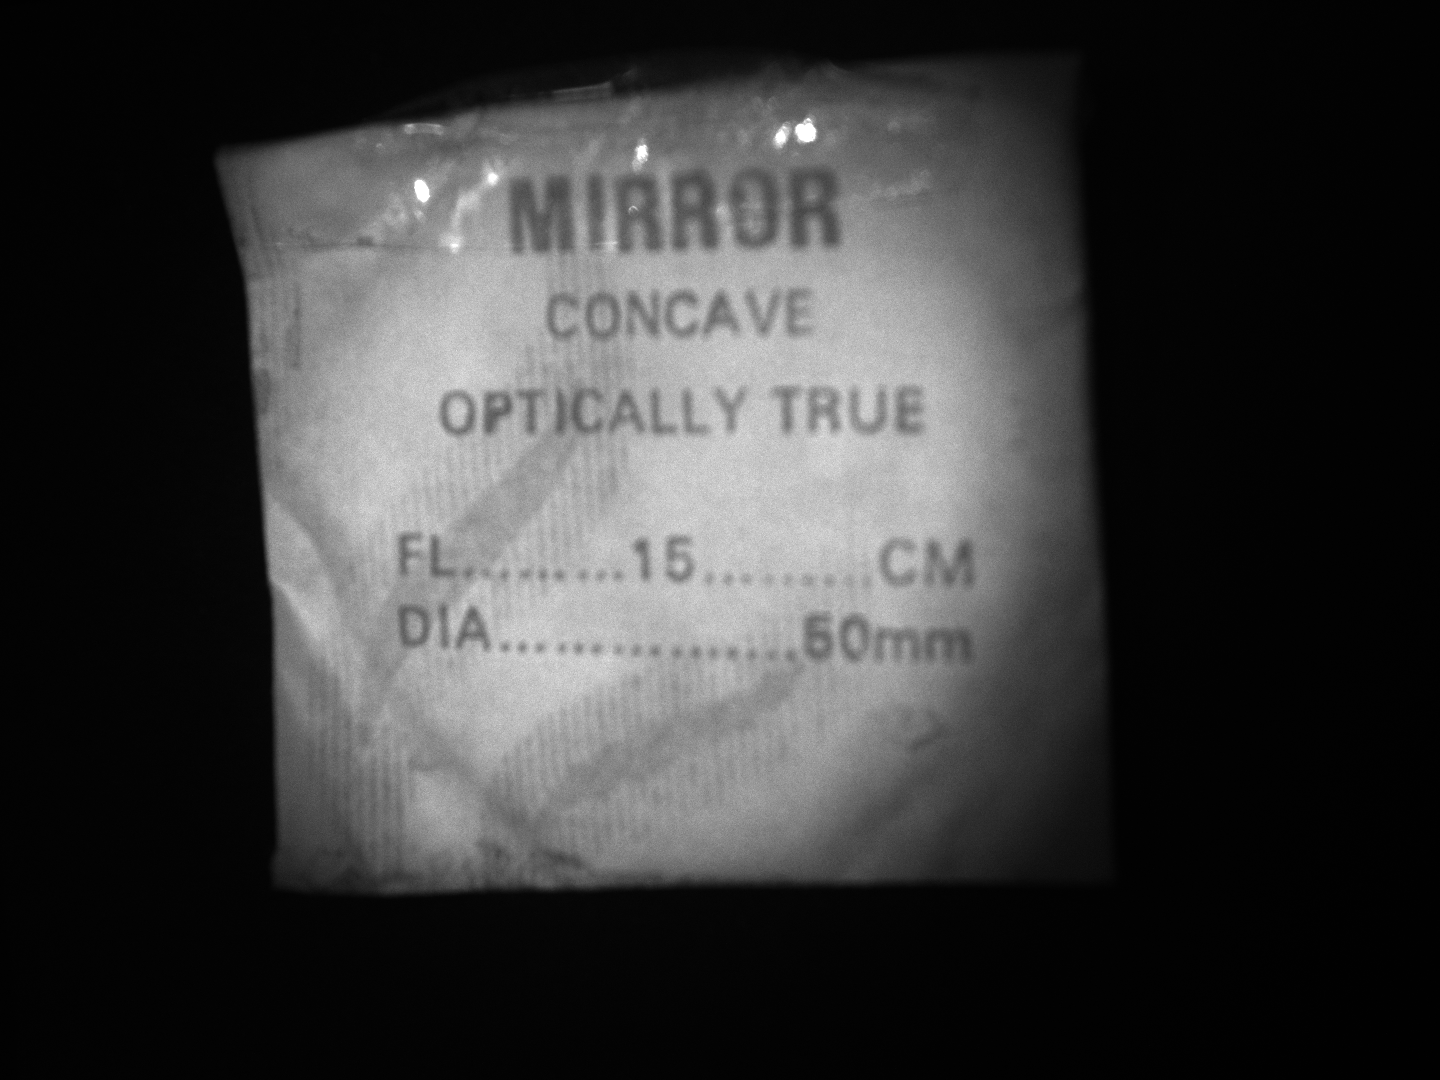 MIRROR
CONCAVE
OPTICALLY TRUE
FL.........15.........CM
DIA.................50mm